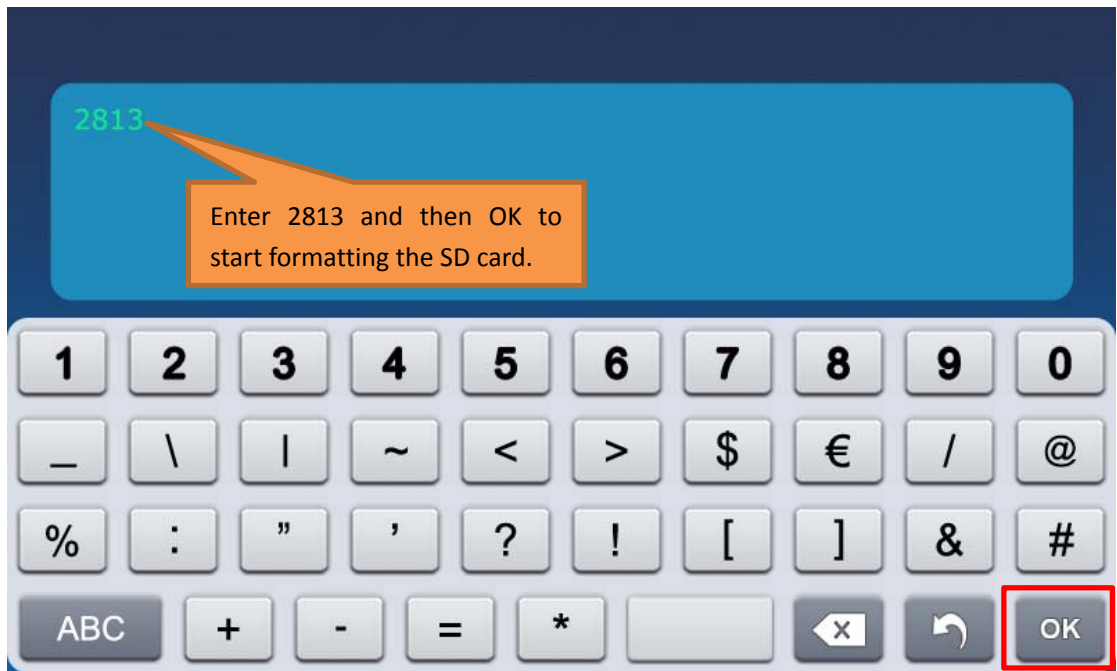 2813
Enter 2813 and then OK to
start formatting the SD card.
1 2 3 4 5 6 7 8 9 0
_ \ | ~ < > $ € / @
% : ” ’ ? ! [ ] & #
ABC + - = * X OK